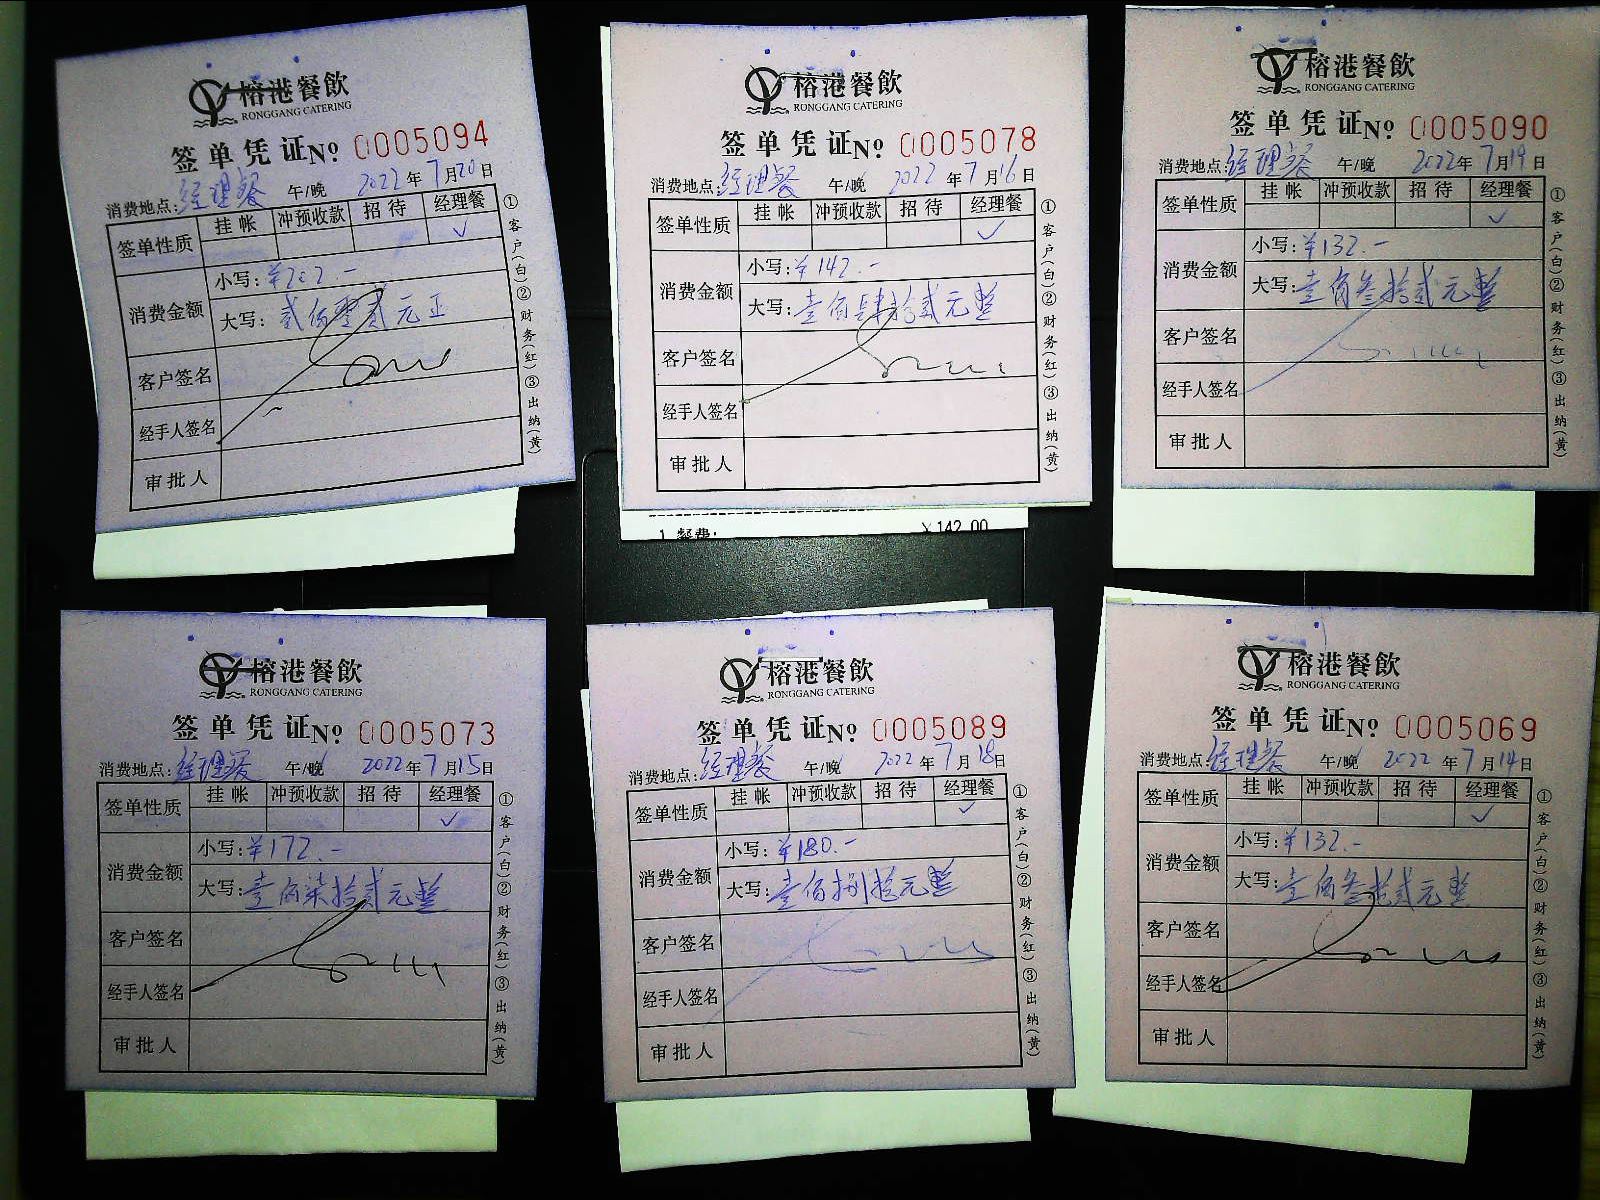 榕港餐飲
RONGGANG CATERING
签单凭证№ 0005094
消费地点:经理餐 午/晚 2022年7月20日
签单性质 挂帐 冲预收款 招待 经理餐
✓
消费金额 小写:¥202.-
大写:贰佰零贰元正
客户签名
经手人签名
审批人
①客户(白)②财务(红)③出纳(黄)
榕港餐飲
RONGGANG CATERING
签单凭证№ 0005078
消费地点:经理餐 午/晚 2022年7月16日
签单性质 挂帐 冲预收款 招待 经理餐
✓
消费金额 小写:¥142.-
大写:壹佰肆拾贰元整
客户签名
经手人签名
审批人
①客户(白)②财务(红)③出纳(黄)
1.餐费: ¥142.00
榕港餐飲
RONGGANG CATERING
签单凭证№ 0005090
消费地点:经理餐 午/晚 2022年7月19日
签单性质 挂帐 冲预收款 招待 经理餐
✓
消费金额 小写:¥132.-
大写:壹佰叁拾贰元整
客户签名
经手人签名
审批人
①客户(白)②财务(红)③出纳(黄)
榕港餐飲
RONGGANG CATERING
签单凭证№ 0005073
消费地点:经理餐 午/晚 2022年7月15日
签单性质 挂帐 冲预收款 招待 经理餐
✓
消费金额 小写:¥172.-
大写:壹佰柒拾贰元整
客户签名
经手人签名
审批人
①客户(白)②财务(红)③出纳(黄)
榕港餐飲
RONGGANG CATERING
签单凭证№ 0005089
消费地点:经理餐 午/晚 2022年7月18日
签单性质 挂帐 冲预收款 招待 经理餐
✓
消费金额 小写:¥180.-
大写:壹佰捌拾元整
客户签名
经手人签名
审批人
①客户(白)②财务(红)③出纳(黄)
榕港餐飲
RONGGANG CATERING
签单凭证№ 0005069
消费地点:经理餐 午/晚 2022年7月14日
签单性质 挂帐 冲预收款 招待 经理餐
✓
消费金额 小写:¥132.-
大写:壹佰叁拾贰元整
客户签名
经手人签名
审批人
①客户(白)②财务(红)③出纳(黄)